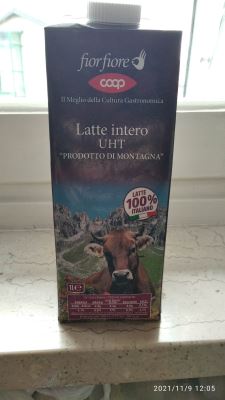 fiorfiore
coop
Il Meglio della Cultura Gastronomica
Latte intero
UHT
"PRODOTTO DI MONTAGNA"
LATTE
100%
ITALIANO
1L e
2021/11/9 12:05